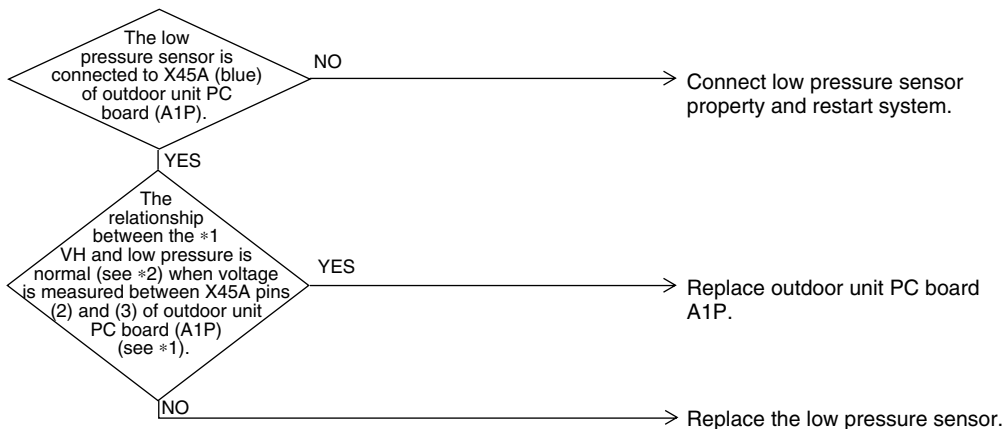 The low
pressure sensor is
connected to X45A (blue)
of outdoor unit PC
board (A1P).
NO
Connect low pressure sensor
property and restart system.
YES
The
relationship
between the *1
VH and low pressure is
normal (see *2) when voltage
is measured between X45A pins
(2) and (3) of outdoor unit
PC board (A1P)
(see *1).
YES
Replace outdoor unit PC board
A1P.
NO
Replace the low pressure sensor.